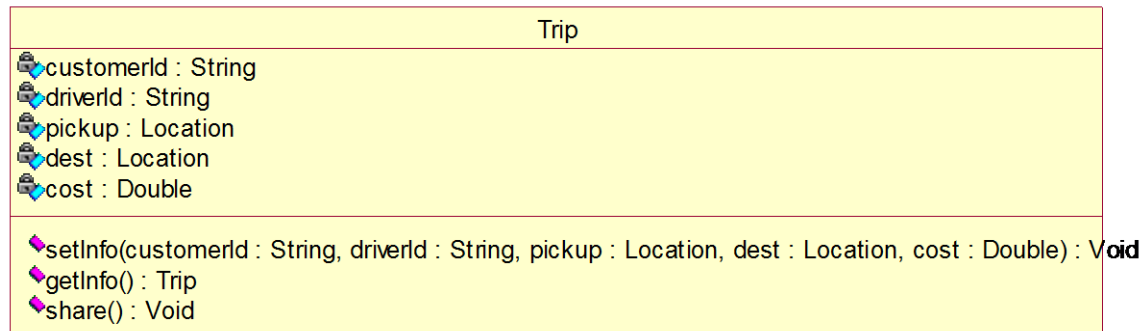 Trip
customerId : String
driverId : String
pickup : Location
dest : Location
cost : Double
setInfo(customerId : String, driverId : String, pickup : Location, dest : Location, cost : Double) : Void
getInfo() : Trip
share() : Void